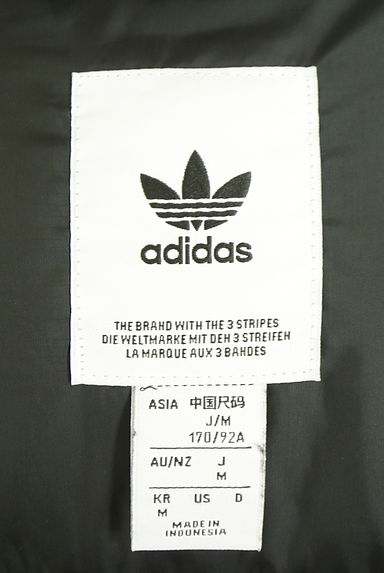 adidas
THE BRAND WITH THE 3 STRIPES
DIE WELTMARKE MIT DEN 3 STREIFEN
LA MARQUE AUX 3 BANDES
ASIA 中国尺码
J/M
170/92A
AU/NZ J
M
KR US D
M
MADE IN
INDONESIA